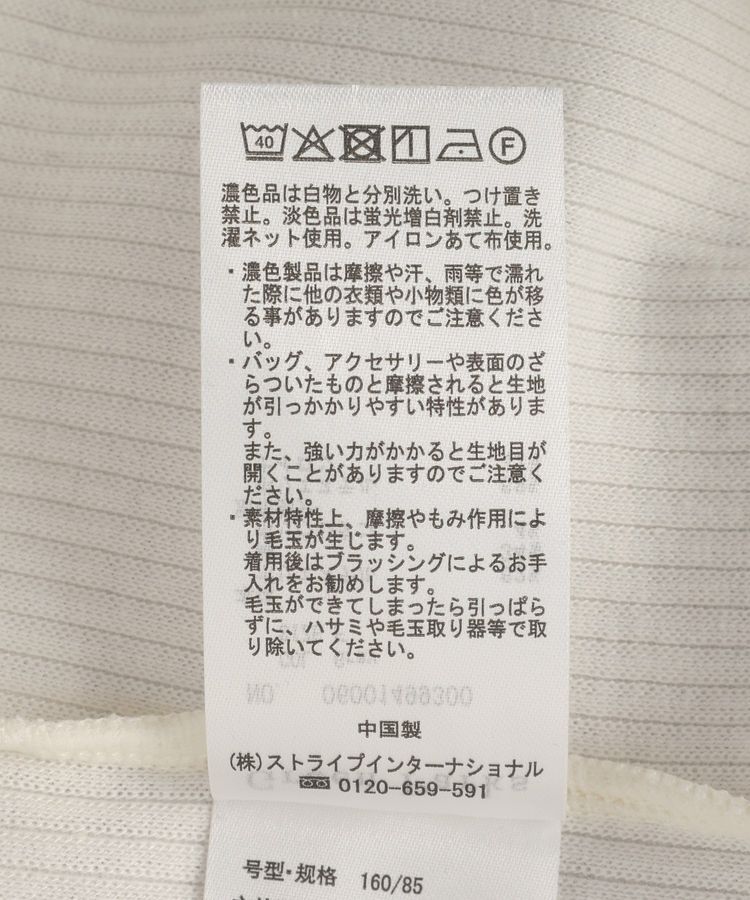 40
F
濃色品は白物と分別洗い。つけ置き
禁止。淡色品は蛍光増白剤禁止。洗
濯ネット使用。アイロンあて布使用。
・濃色製品は摩擦や汗、雨等で濡れ
た際に他の衣類や小物類に色が移
る事がありますのでご注意くださ
い。
・バッグ、アクセサリーや表面のざ
らついたものと摩擦されると生地
が引っかかりやすい特性がありま
す。
また、強い力がかかると生地目が
開くことがありますのでご注意く
ださい。
・素材特性上、摩擦やもみ作用によ
り毛玉が生じます。
着用後はブラッシングによるお手
入れをお勧めします。
毛玉ができてしまったら引っぱら
ずに、ハサミや毛玉取り器等で取
り除いてください。
NO 06001499300
中国製
(株)ストライプインターナショナル
0120-659-591
号型・规格 160/85